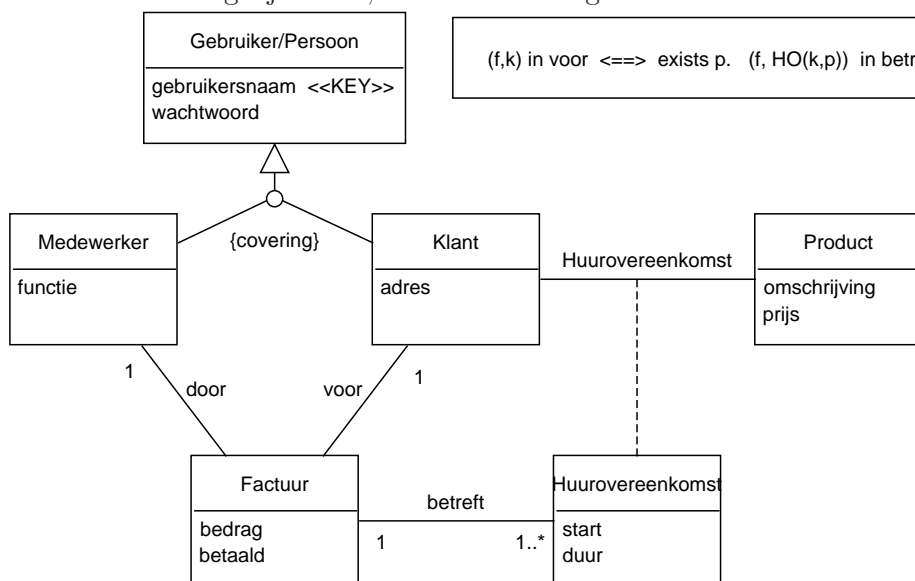 Gebruiker/Persoon
gebruikersnaam <<KEY>>
wachtwoord
(f,k) in voor <==> exists p. (f, HO(k,p)) in betr
Medewerker
functie
{covering}
Klant
adres
Huurovereenkomst
Product
omschrijving
prijs
1
door
voor
1
Factuur
bedrag
betaald
betreft
1
1..*
Huurovereenkomst
start
duur